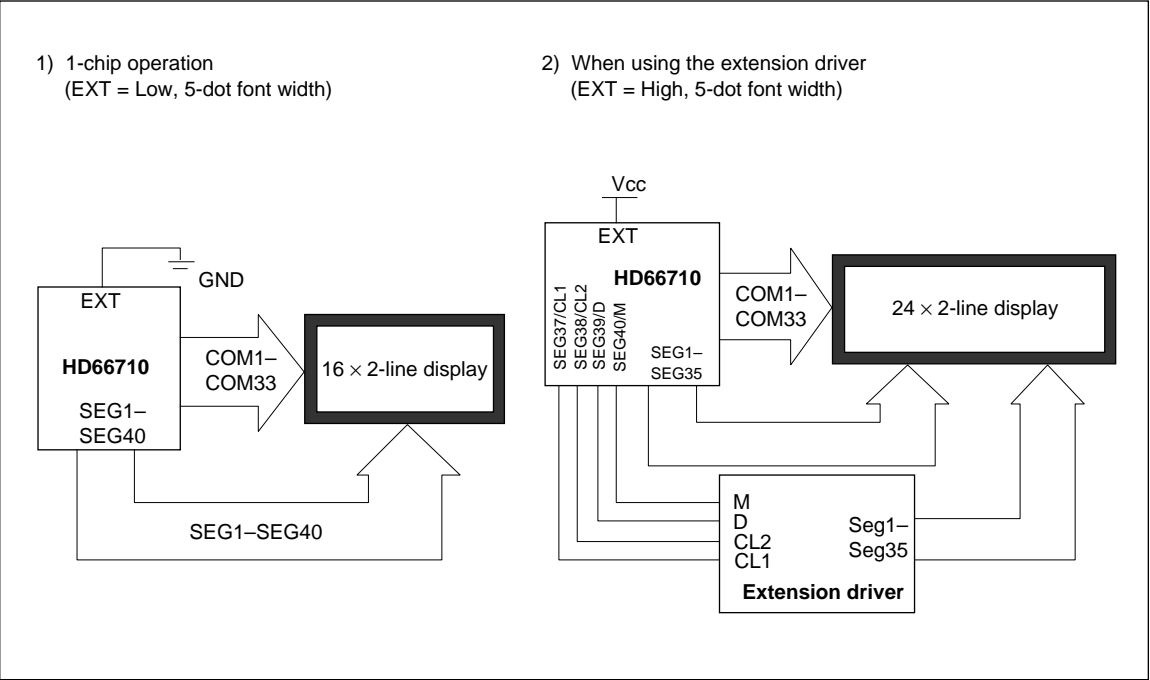 1) 1-chip operation
(EXT = Low, 5-dot font width)
GND
EXT
HD66710
SEG1–
SEG40
COM1–
COM33
16 × 2-line display
SEG1–SEG40
2) When using the extension driver
(EXT = High, 5-dot font width)
Vcc
EXT
HD66710
SEG37/CL1
SEG38/CL2
SEG39/D
SEG40/M
SEG1–
SEG35
COM1–
COM33
24 × 2-line display
M
D
CL2
CL1
Seg1–
Seg35
Extension driver